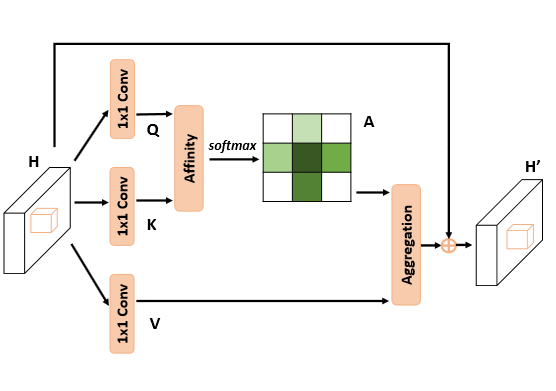 H
1x1 Conv
Q
1x1 Conv
K
1x1 Conv
V
Affinity
softmax
A
Aggregation
H’